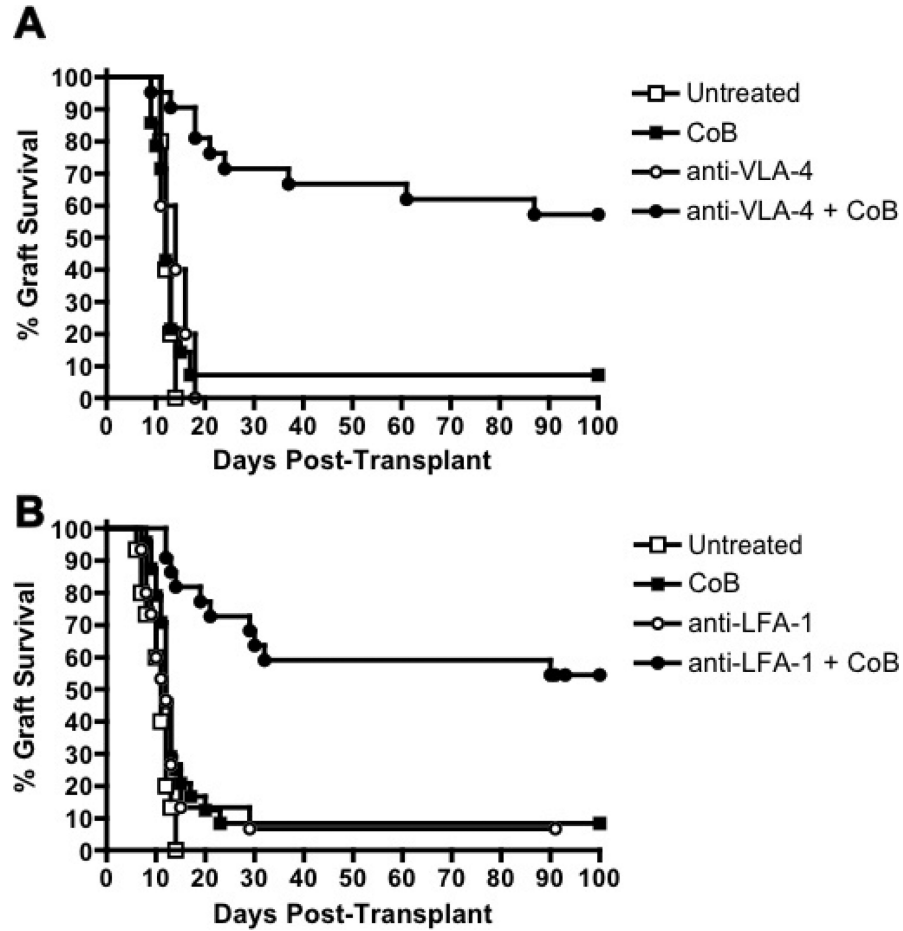 A
% Graft Survival
100
90
80
70
60
50
40
30
20
10
0
0 10 20 30 40 50 60 70 80 90 100
Days Post-Transplant
Untreated
CoB
anti-VLA-4
anti-VLA-4 + CoB
B
% Graft Survival
100
90
80
70
60
50
40
30
20
10
0
0 10 20 30 40 50 60 70 80 90 100
Days Post-Transplant
Untreated
CoB
anti-LFA-1
anti-LFA-1 + CoB